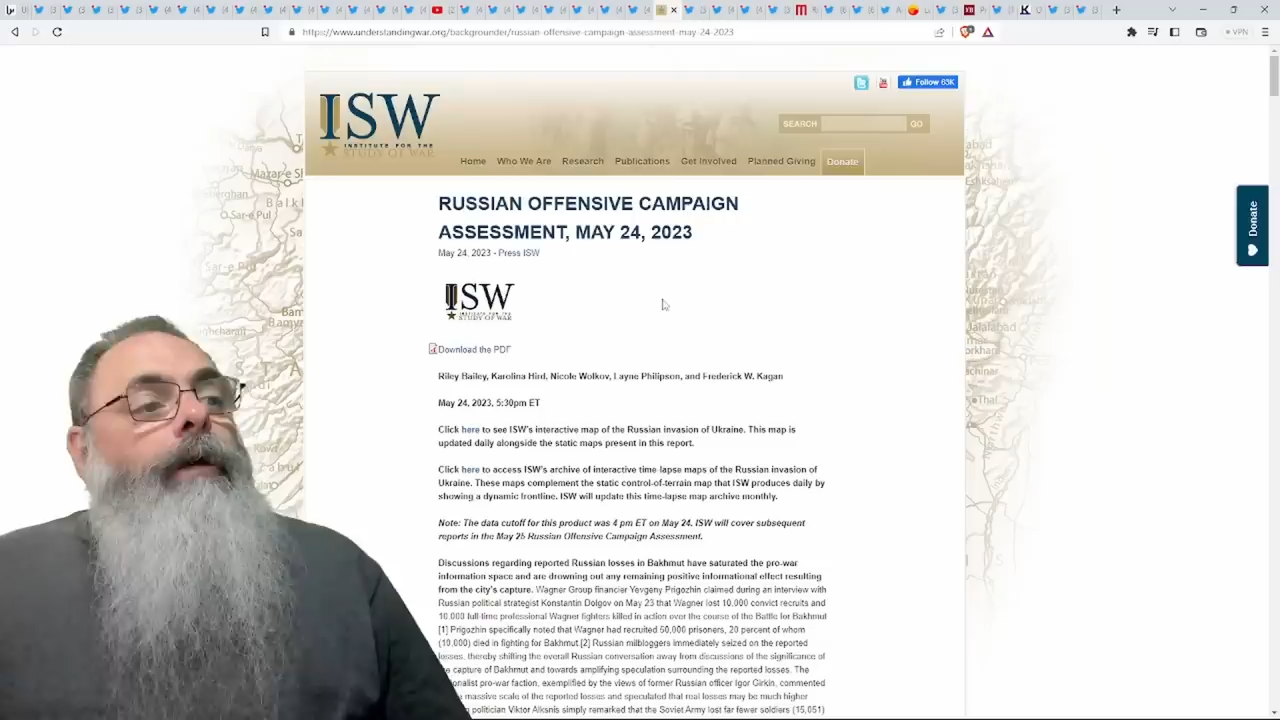 https://www.understandingwar.org/backgrounder/russian-offensive-campaign-assessment-may-24-2023
VPN
Follow 63K
ISW
INSTITUTE FOR THE
STUDY OF WAR
SEARCH
GO
Home
Who We Are
Research
Publications
Get Involved
Planned Giving
Donate
Donate
RUSSIAN OFFENSIVE CAMPAIGN
ASSESSMENT, MAY 24, 2023
May 24, 2023 - Press ISW
ISW
INSTITUTE FOR THE
STUDY OF WAR
Download the PDF
Riley Bailey, Karolina Hird, Nicole Wolkov, Layne Philipson, and Frederick W. Kagan
May 24, 2023, 5:30pm ET
Click here to see ISW's interactive map of the Russian invasion of Ukraine. This map is
updated daily alongside the static maps present in this report.
Click here to access ISW's archive of interactive time lapse maps of the Russian invasion of
Ukraine. These maps complement the static control-of-terrain map that ISW produces daily by
showing a dynamic frontline. ISW will update this time-lapse map archive monthly.
Note: The data cutoff for this product was 4 pm ET on May 24. ISW will cover subsequent
reports in the May 25 Russian Offensive Campaign Assessment.
Discussions regarding reported Russian losses in Bakhmut have saturated the pro-war
information space and are drowning out any remaining positive informational effect resulting
from the city's capture. Wagner Group financier Yevgeny Prigozhin claimed during an interview with
Russian political strategist Konstantin Dolgov on May 23 that Wagner lost 10,000 convict recruits and
10,000 full-time professional Wagner fighters killed in action over the course of the Battle for Bakhmut
[1] Prigozhin specifically noted that Wagner had recruited 50,000 prisoners, 20 percent of whom
(10,000) died in fighting for Bakhmut.[2] Russian milbloggers immediately seized on the reported
losses, thereby shifting the overall Russian conversation away from discussions of the significance of
capture of Bakhmut and towards amplifying speculation surrounding the reported losses. The
pro-war faction, exemplified by the views of former Russian officer Igor Girkin, commented
massive scale of the reported losses and speculated that real losses may be much higher
politician Viktor Alksnis simply remarked that the Soviet Army lost far fewer soldiers (15,051)